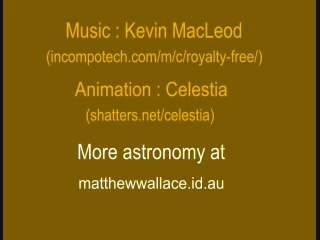 Music : Kevin MacLeod
(incompotech.com/m/c/royalty-free/)
Animation : Celestia
(shatters.net/celestia)
More astronomy at
matthewwallace.id.au